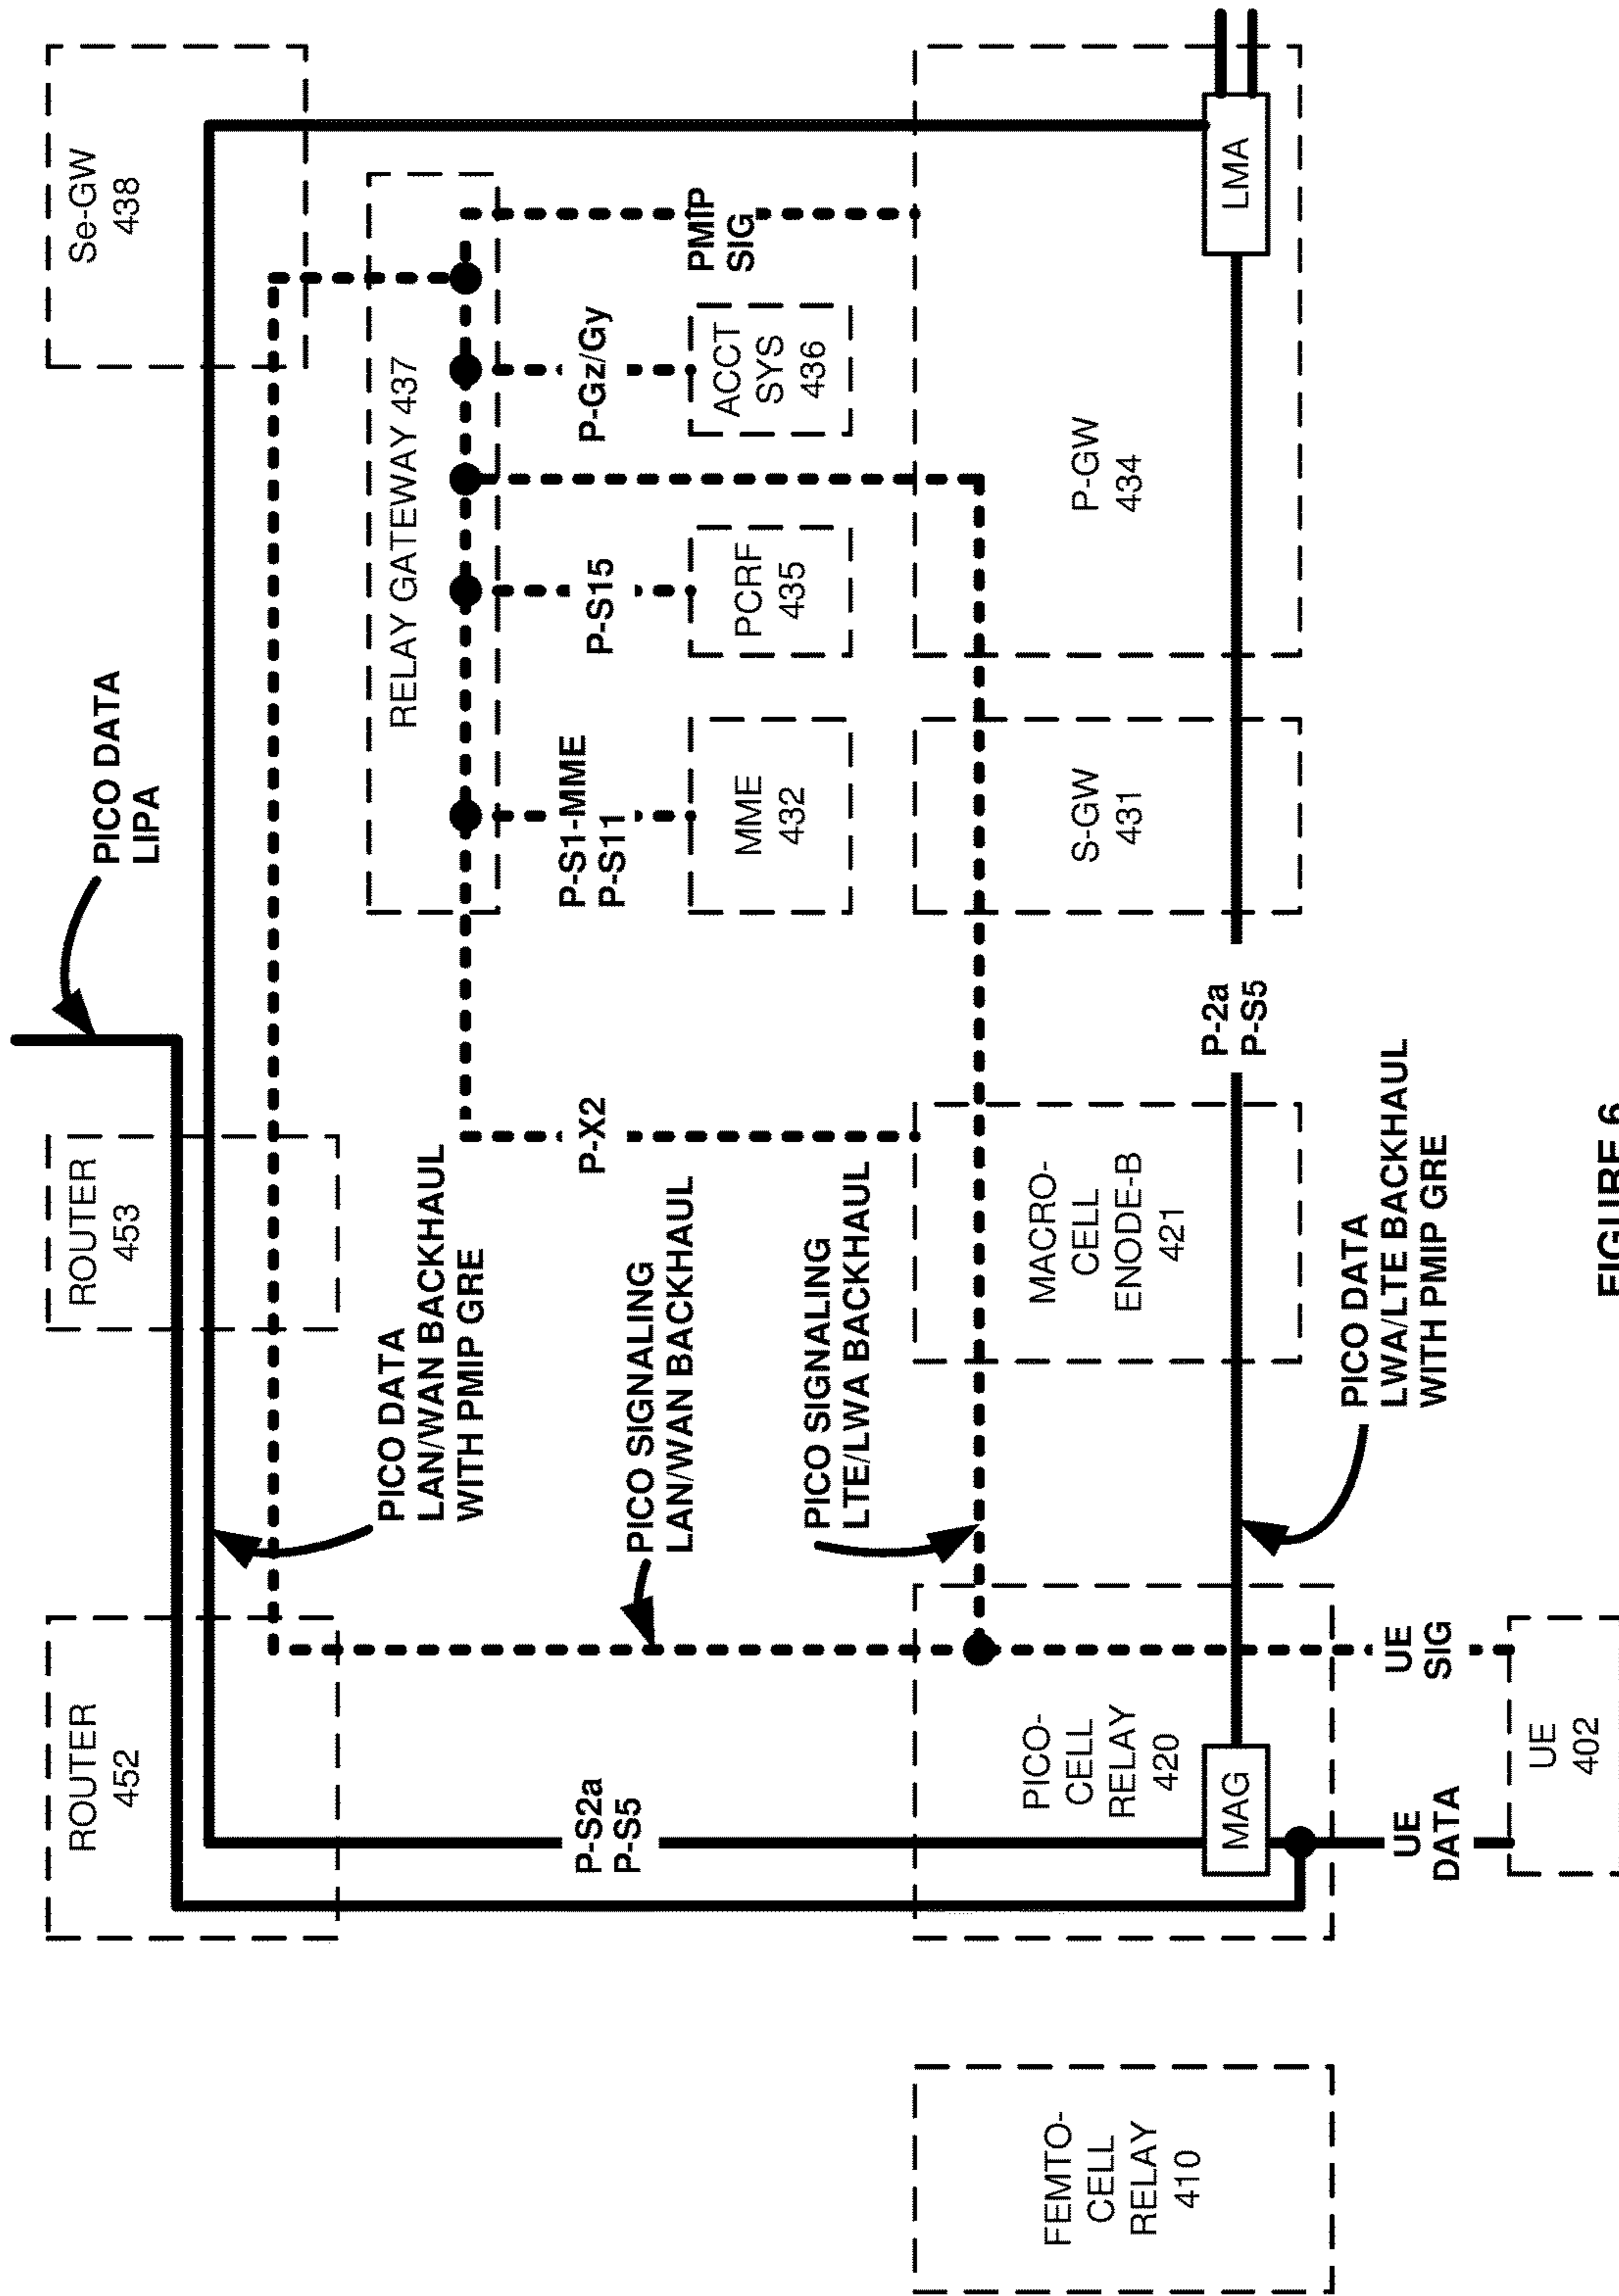 PICO DATA
LIPA
ROUTER
452
ROUTER
453
Se-GW
438
RELAY GATEWAY 437
PICO DATA
LAN/WAN BACKHAUL
WITH PMIP GRE
P-S2a
P-S5
PICO SIGNALING
LAN/WAN BACKHAUL
P-X2
P-S1-MME
P-S11
P-S15
P-Gz/Gy
PMIP
SIG
PICO SIGNALING
LTE/LWA BACKHAUL
MME
432
PCRF
435
ACCT
SYS
436
FEMTO-
CELL
RELAY
410
PICO-
CELL
RELAY
420
MACRO-
CELL
ENODE-B
421
S-GW
431
P-GW
434
MAG
P-2a
P-S5
LMA
UE
DATA
UE
SIG
PICO DATA
LWA/LTE BACKHAUL
WITH PMIP GRE
UE
402
FIGURE 6